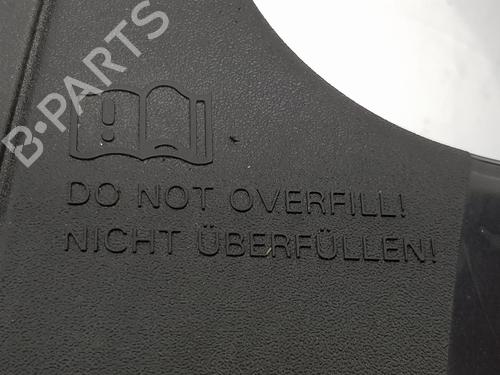 B·PARTS
DO NOT OVERFILL!
NICHT ÜBERFÜLLEN!